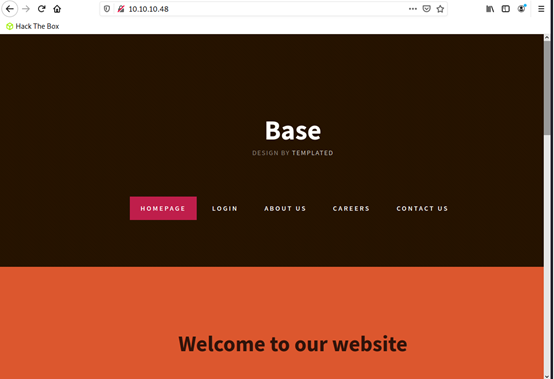 10.10.10.48
Hack The Box
Base
DESIGN BY TEMPLATED
HOMEPAGE LOGIN ABOUT US CAREERS CONTACT US
Welcome to our website